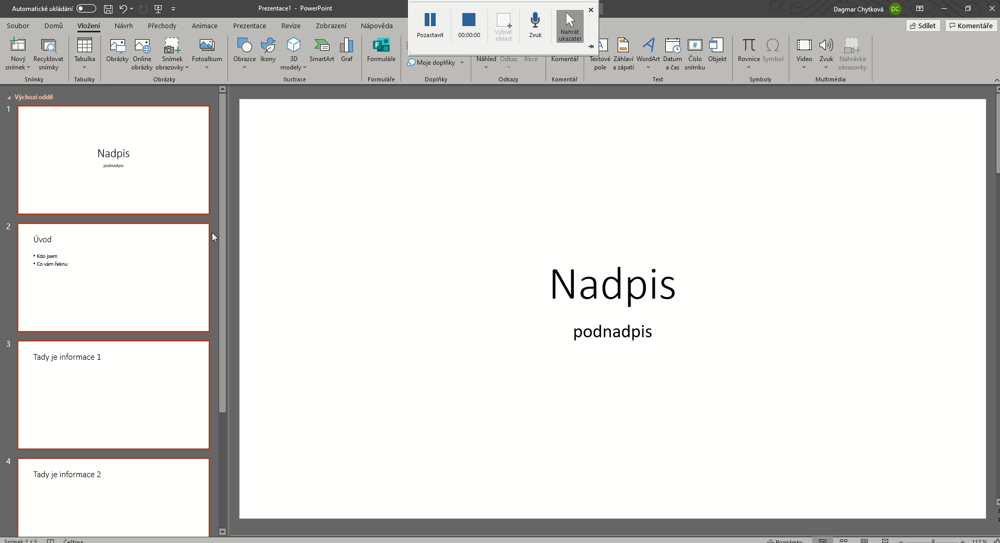 Automatické ukládání
Prezentace1 - PowerPoint
Dagmar Chytková DC
Soubor Domů Vložení Návrh Přechody Animace Prezentace Revize Zobrazení Nápověda
Sdílet Komentáře
Pozastavit
00:00:00
Vybrat oblast
Zvuk
Nahrát ukazatel
Nový snímek
Recyklovat snímky
Tabulka
Obrázky
Online obrázky
Snímek obrazovky
Fotoalbum
Obrazce
Ikony
3D modely
SmartArt
Graf
Formuláře
Moje doplňky
Náhled
Odkaz
Akce
Komentář
Textové pole
Záhlaví a zápatí
WordArt
Datum a čas
Číslo snímku
Objekt
Rovnice
Symbol
Video
Zvuk
Nahrávka obrazovky
Snímky Tabulky Obrázky Ilustrace Formuláře Doplňky Odkazy Komentář Text Symboly Multimédia
Výchozí oddíl
1
Nadpis
podnadpis
2
Úvod
• Kdo jsem
• Co vám řeknu
3
Tady je informace 1
4
Tady je informace 2
Nadpis
podnadpis
Snímek 1 z 5 Čeština
Poznámky 112 %